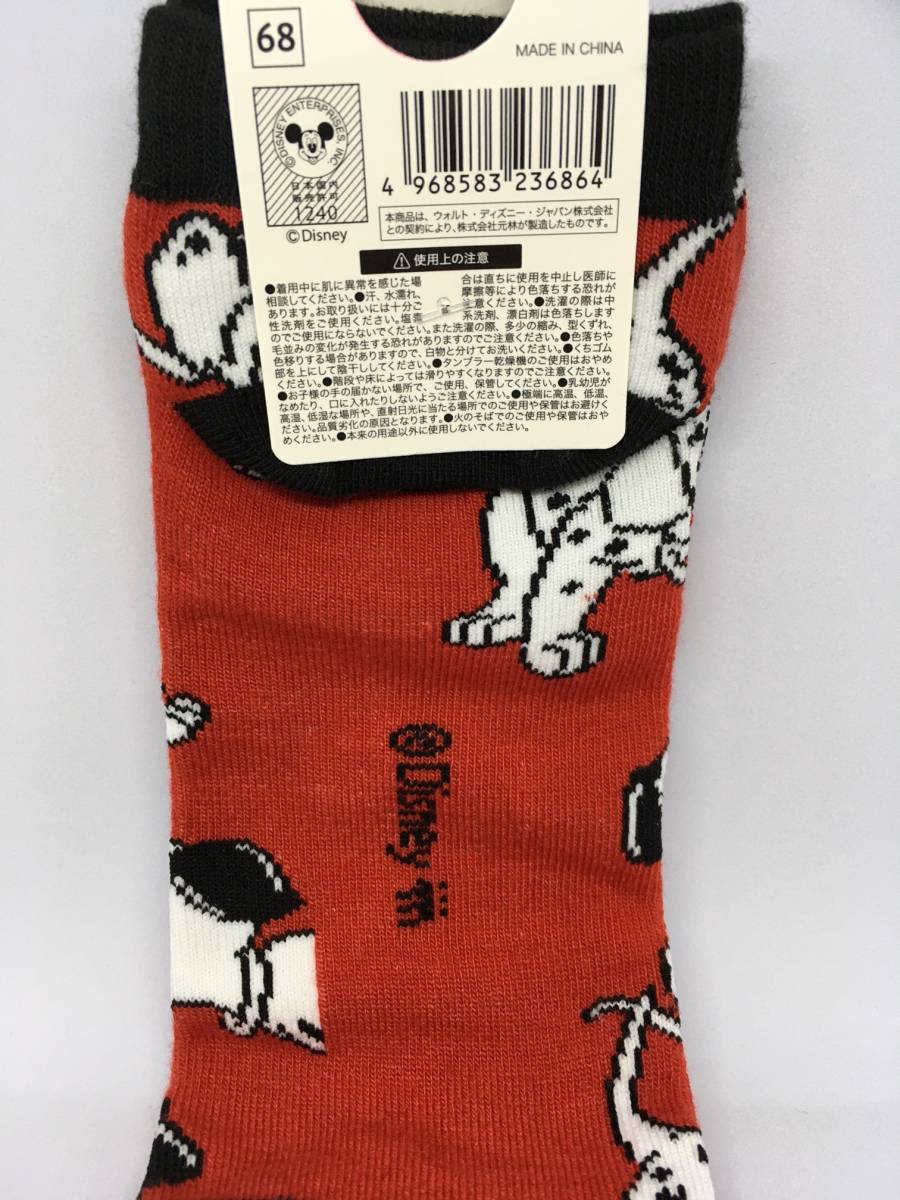 68
MADE IN CHINA
©DISNEY ENTERPRISES, INC.
日本国内
販売許可
1240
©Disney
4 968583 236864
本商品は、ウォルト・ディズニー・ジャパン株式会社
との契約により、株式会社元林が製造したものです。
使用上の注意
●着用中に肌に異常を感じた場合は直ちに使用を中止し医師に
相談してください。●汗、水濡れ、摩擦等により色落ちする恐れが
あります。お取り扱いには十分ご注意ください。●洗濯の際は中
性洗剤をご使用ください。塩素系洗剤、漂白剤は色落ちします
のでご使用にならないでください。また洗濯の際、多少の縮み、型くずれ、
毛並みの変化が発生する恐れがありますのでご注意ください。●色落ちや
色移りする場合がありますので、白物と分けてお洗いください。●くちゴム
部を上にして陰干ししてください。●タンブラー乾燥機のご使用はおやめ
ください。●階段や床によっては滑りやすくなりますのでご注意ください。
●お子様の手の届かない場所で、ご使用、保管してください。●乳幼児が
なめたり、口に入れたりしないようご注意ください。●極端に高温、低温、
高湿、低湿な場所や、直射日光に当たる場所でのご使用や保管はお避けく
ださい。品質劣化の原因となります。●火のそばでのご使用や保管はおや
めください。●本来の用途以外に使用しないでください。
©Disney